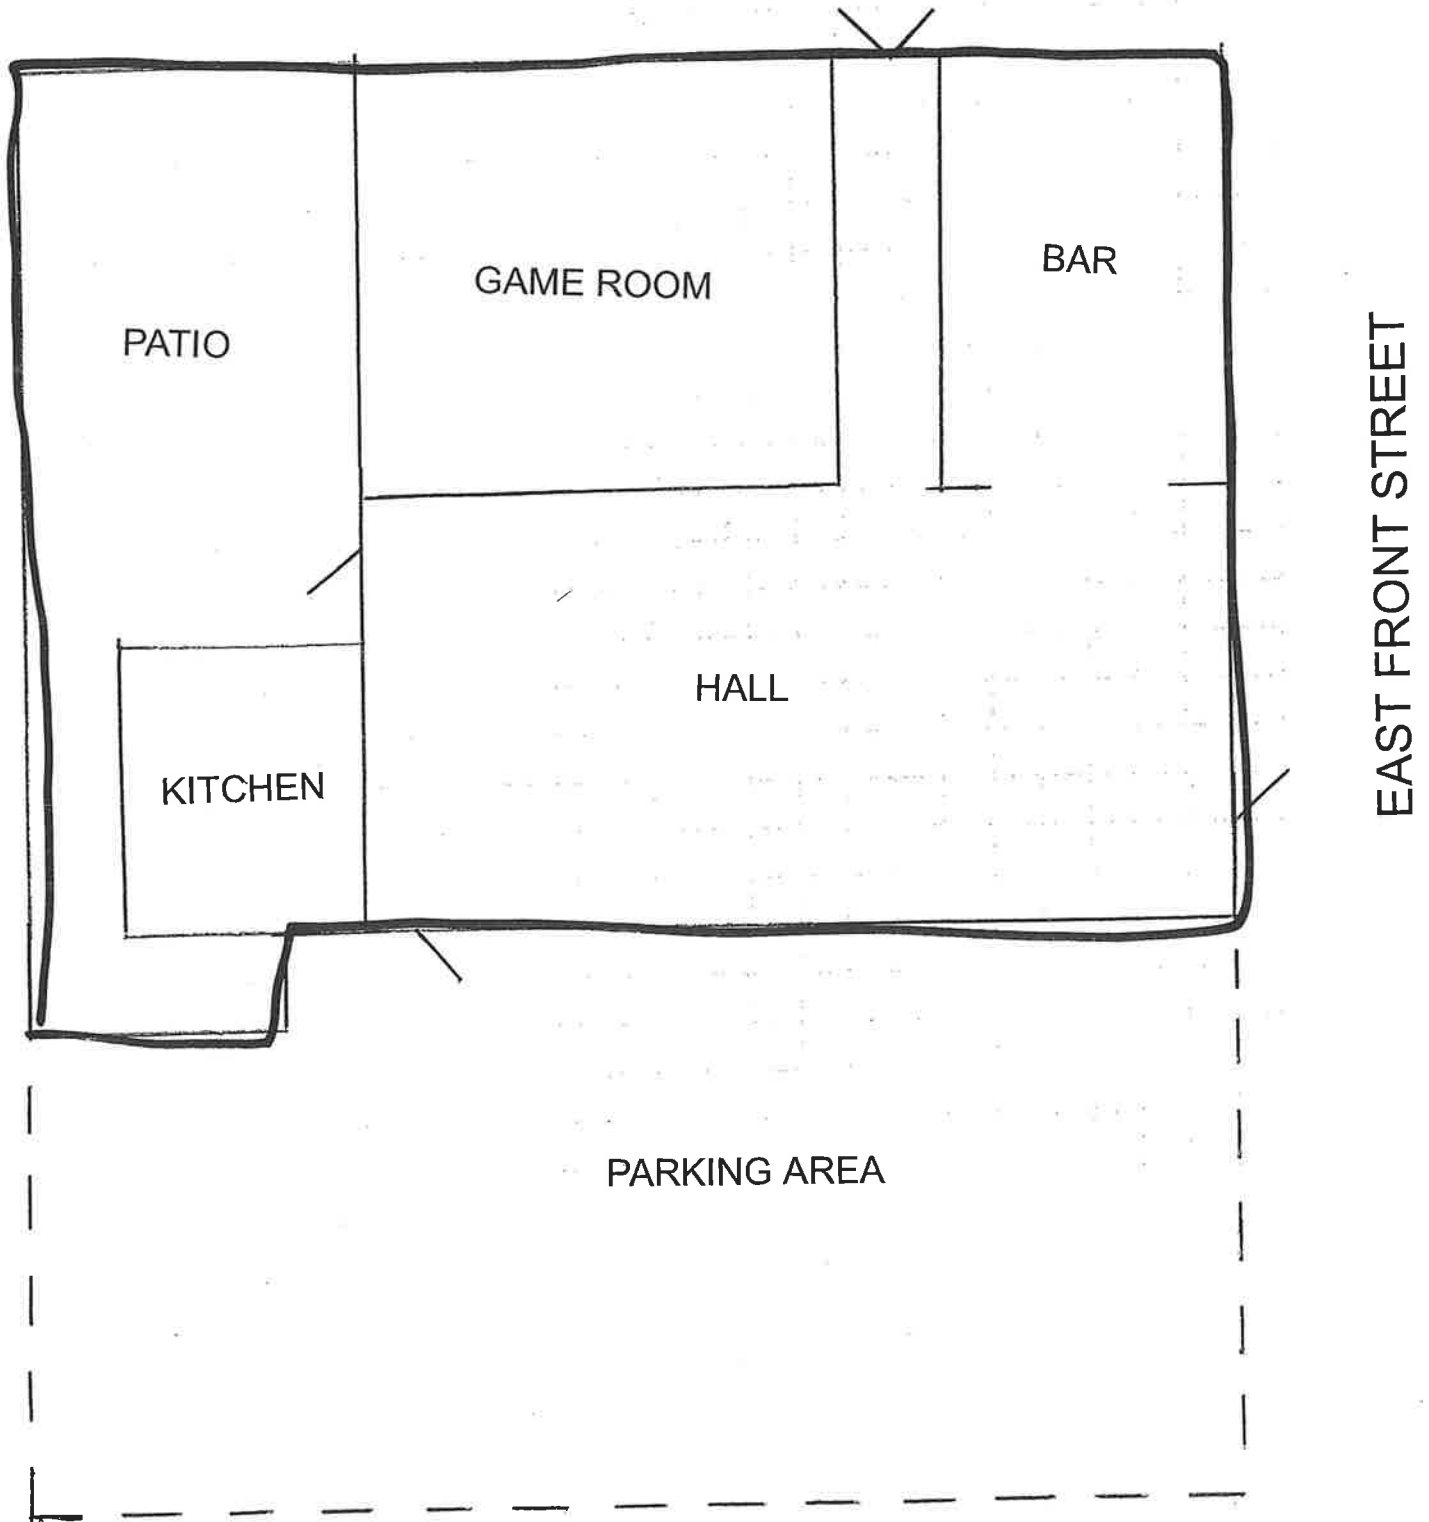 BAR
GAME ROOM
PATIO
EAST FRONT STREET
HALL
KITCHEN
PARKING AREA